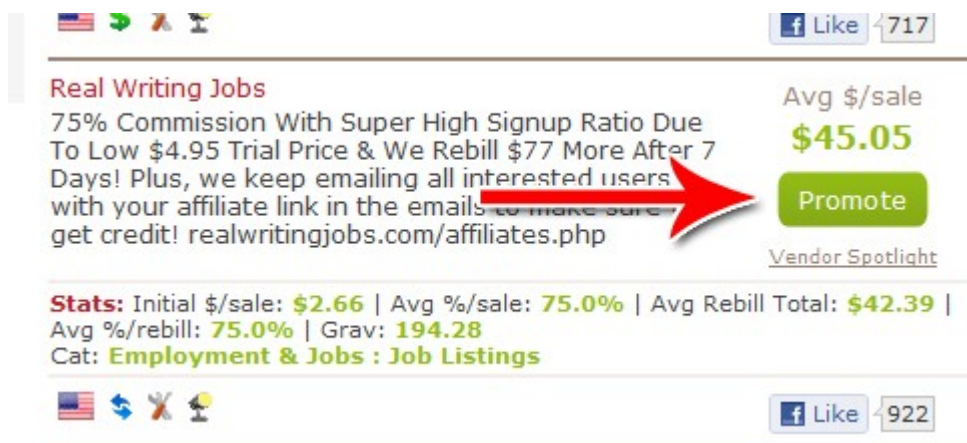 Like 717
Real Writing Jobs
75% Commission With Super High Signup Ratio Due
To Low $4.95 Trial Price & We Rebill $77 More After 7
Days! Plus, we keep emailing all interested users
with your affiliate link in the emails to make sure
get credit! realwritingjobs.com/affiliates.php
Avg $/sale
$45.05
Promote
Vendor Spotlight
Stats: Initial $/sale: $2.66 | Avg %/sale: 75.0% | Avg Rebill Total: $42.39 |
Avg %/rebill: 75.0% | Grav: 194.28
Cat: Employment & Jobs : Job Listings
Like 922